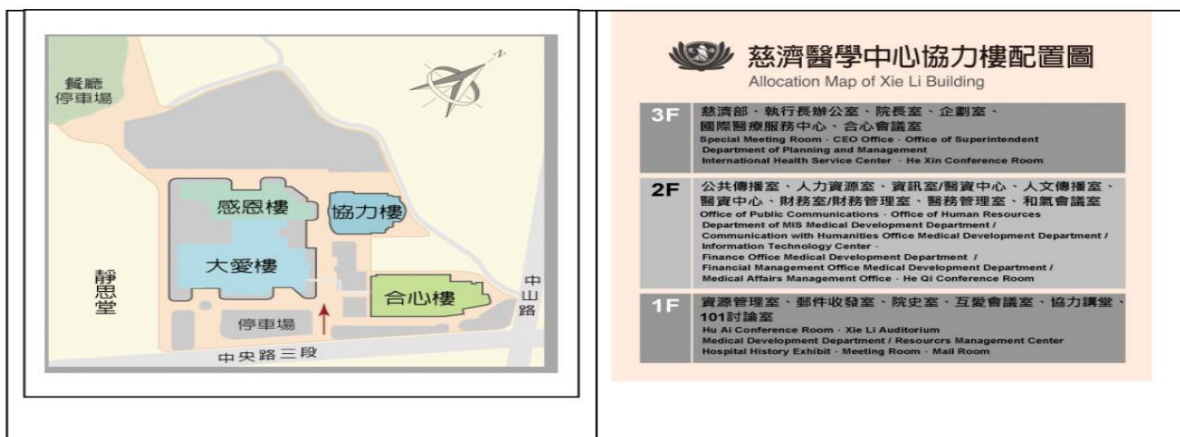 餐廳
停車場
N
感恩樓
協力樓
大愛樓
靜思堂
合心樓
中山路
停車場
中央路三段
慈濟醫學中心協力樓配置圖
Allocation Map of Xie Li Building
3F
慈濟部、執行長辦公室、院長室、企劃室、
國際醫療服務中心、合心會議室
Special Meeting Room · CEO Office · Office of Superintendent
Department of Planning and Management
International Health Service Center · He Xin Conference Room
2F
公共傳播室、人力資源室、資訊室/醫資中心、人文傳播室、
醫資中心、財務室/財務管理室、醫務管理室、和氣會議室
Office of Public Communications · Office of Human Resources
Department of MIS Medical Development Department /
Communication with Humanities Office Medical Development Department /
Information Technology Center ·
Finance Office Medical Development Department /
Financial Management Office Medical Development Department /
Medical Affairs Management Office · He Qi Conference Room
1F
資源管理室、郵件收發室、院史室、互愛會議室、協力講堂、
101討論室
Hu Ai Conference Room · Xie Li Auditorium
Medical Development Department / Resourcrs Management Center
Hospital History Exhibit · Meeting Room · Mail Room